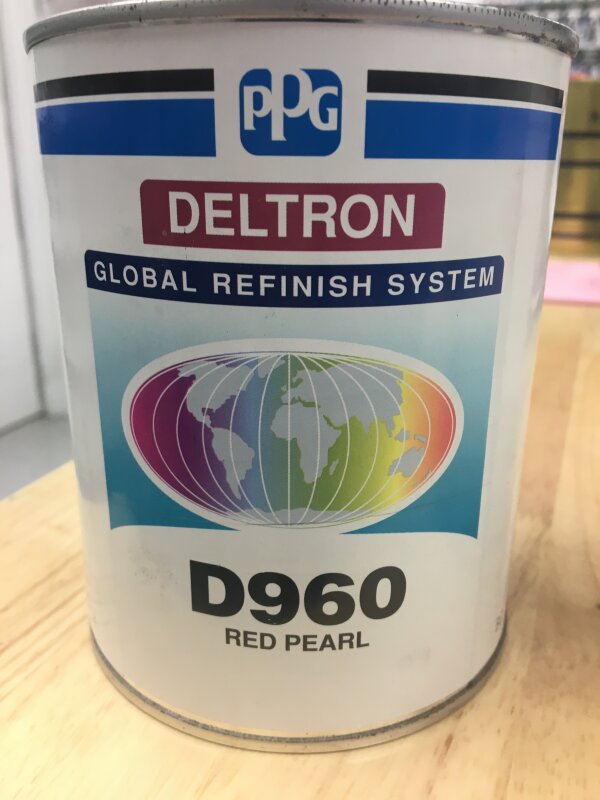 PPG
DELTRON
GLOBAL REFINISH SYSTEM
D960
RED PEARL